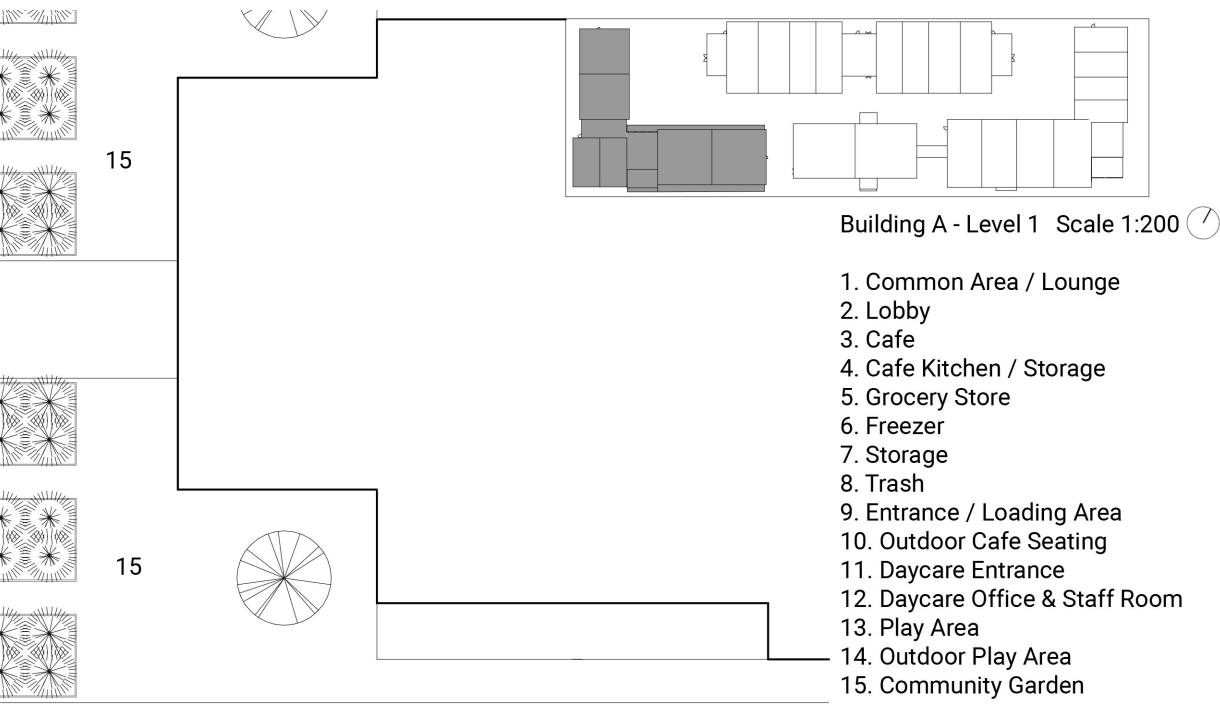 15
Building A - Level 1 Scale 1:200
1. Common Area / Lounge
2. Lobby
3. Cafe
4. Cafe Kitchen / Storage
5. Grocery Store
6. Freezer
7. Storage
8. Trash
9. Entrance / Loading Area
10. Outdoor Cafe Seating
11. Daycare Entrance
12. Daycare Office & Staff Room
13. Play Area
14. Outdoor Play Area
15. Community Garden
15